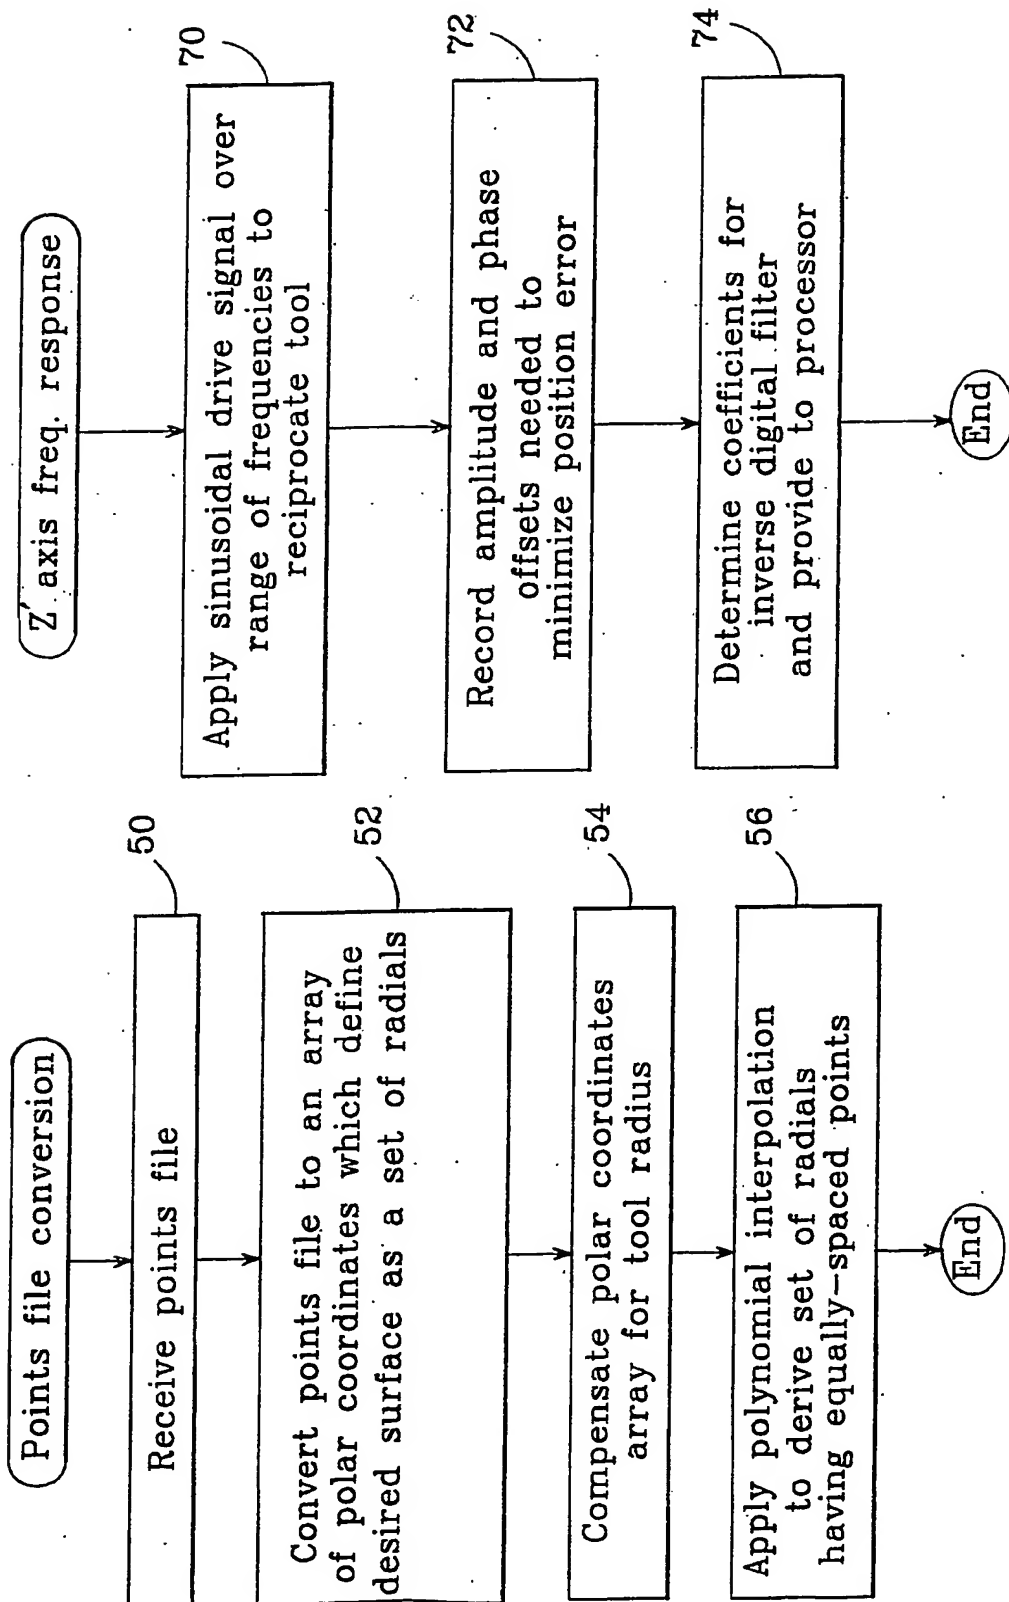 Points file conversion
50
Receive points file
52
Convert points file to an array
of polar coordinates which define
desired surface as a set of radials
54
Compensate polar coordinates
array for tool radius
56
Apply polynomial interpolation
to derive set of radials
having equally-spaced points
End
Z' axis freq. response
70
Apply sinusoidal drive signal over
range of frequencies to
reciprocate tool
72
Record amplitude and phase
offsets needed to
minimize position error
74
Determine coefficients for
inverse digital filter
and provide to processor
End